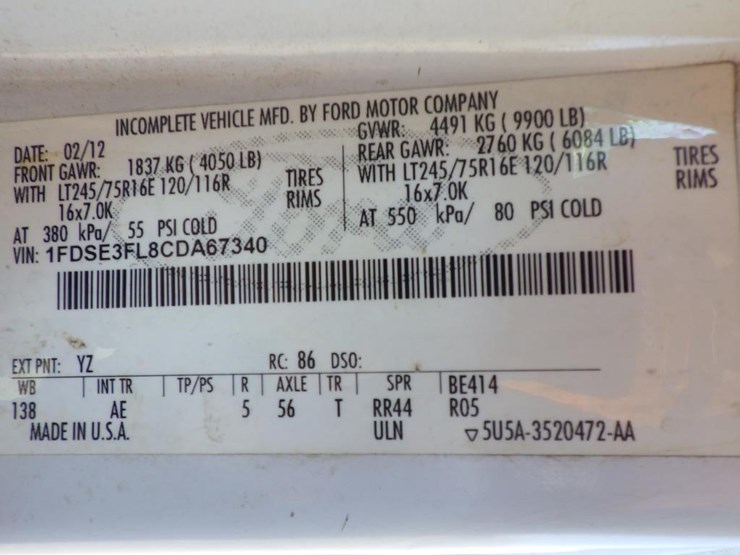 INCOMPLETE VEHICLE MFD. BY FORD MOTOR COMPANY
DATE: 02/12 GVWR: 4491 KG ( 9900 LB)
FRONT GAWR: 1837 KG ( 4050 LB) REAR GAWR: 2760 KG ( 6084 LB)
WITH LT245/75R16E 120/116R TIRES WITH LT245/75R16E 120/116R TIRES
16x7.0K RIMS 16x7.0K RIMS
AT 380 kPa/ 55 PSI COLD AT 550 kPa/ 80 PSI COLD
VIN: 1FDSE3FL8CDA67340
Ford
EXT PNT: YZ RC: 86 DSO:
WB INT TR TP/PS R AXLE TR SPR BE414
138 AE 5 56 T RR44 R05
MADE IN U.S.A. ULN 5U5A-3520472-AA